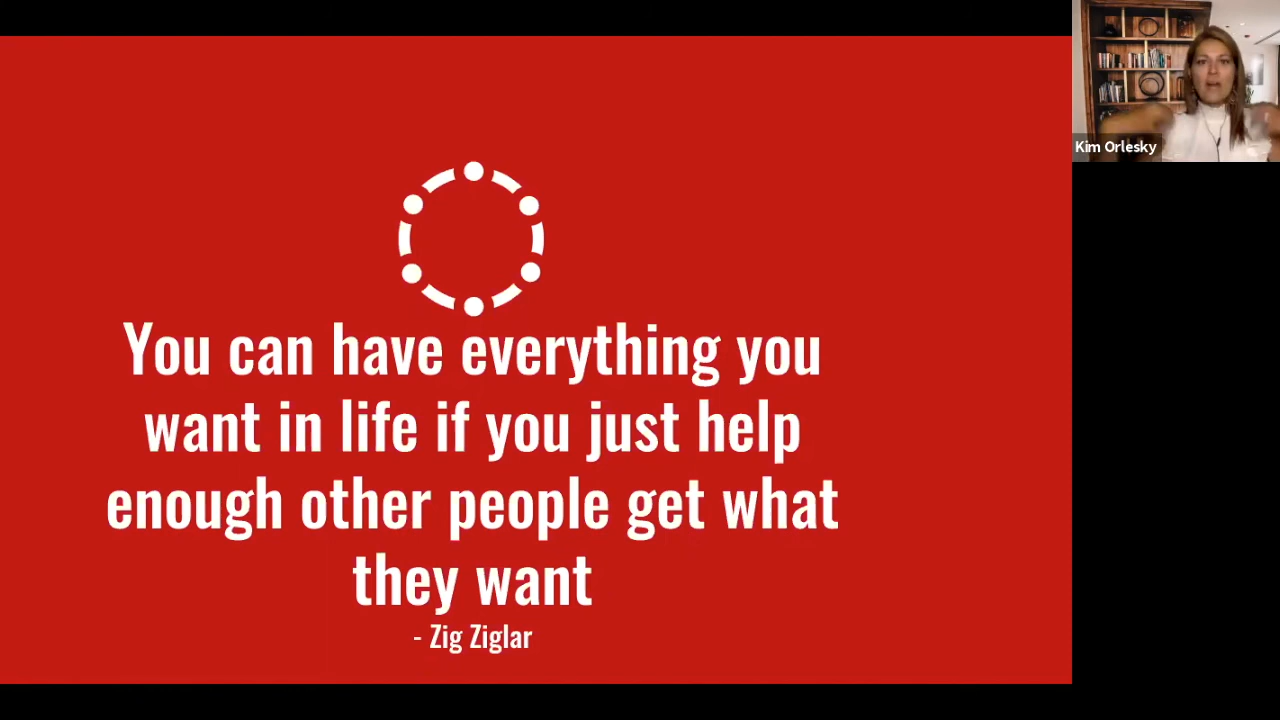 Kim Orlesky
You can have everything you
want in life if you just help
enough other people get what
they want
- Zig Ziglar